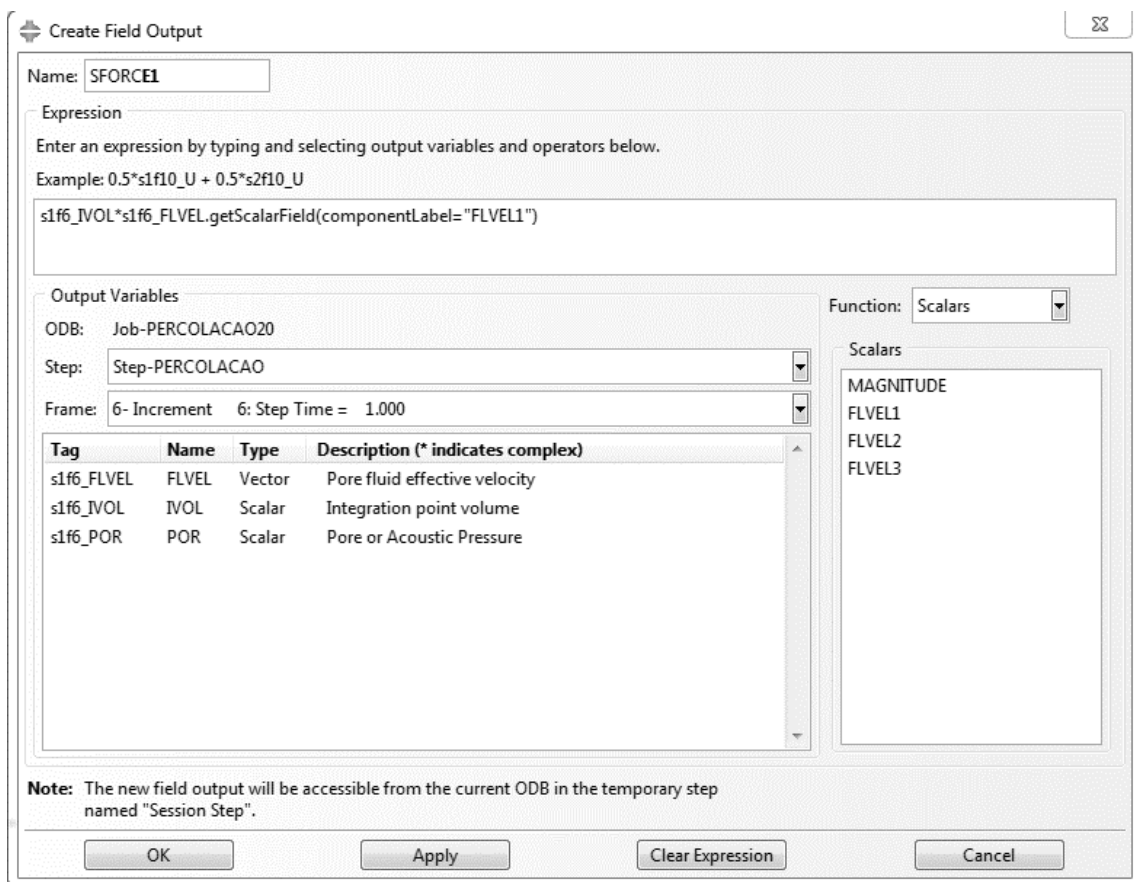 Create Field Output
Name: SFORCE1
Expression
Enter an expression by typing and selecting output variables and operators below.
Example: 0.5*s1f10_U + 0.5*s2f10_U
s1f6_IVOL*s1f6_FLVEL.getScalarField(componentLabel="FLVEL1")
Output Variables
ODB: Job-PERCOLACAO20
Step: Step-PERCOLACAO
Frame: 6- Increment 6: Step Time = 1.000
Tag Name Type Description (* indicates complex)
s1f6_FLVEL FLVEL Vector Pore fluid effective velocity
s1f6_IVOL IVOL Scalar Integration point volume
s1f6_POR POR Scalar Pore or Acoustic Pressure
Function: Scalars
Scalars
MAGNITUDE
FLVEL1
FLVEL2
FLVEL3
Note: The new field output will be accessible from the current ODB in the temporary step
named "Session Step".
OK Apply Clear Expression Cancel